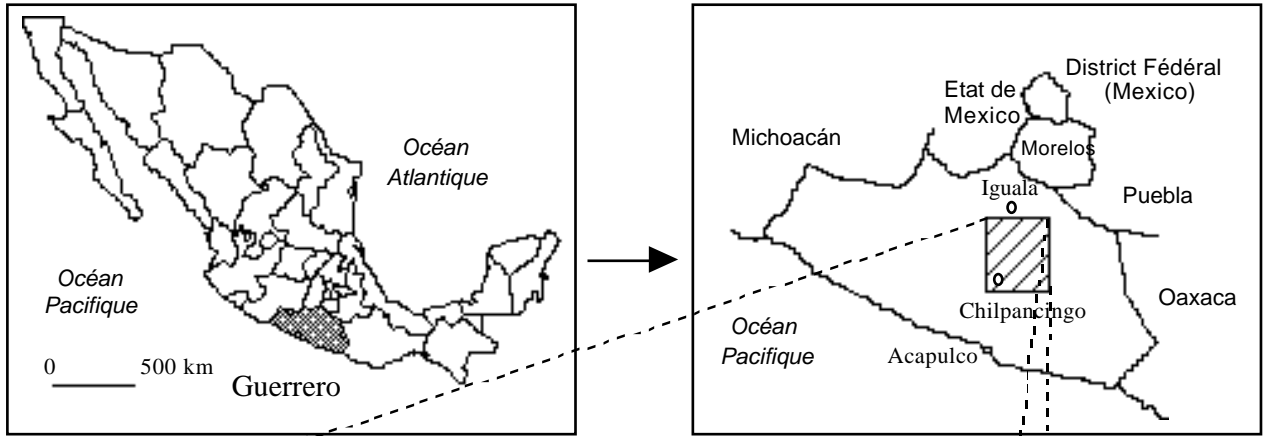 Océan
Atlantique
Océan
Pacifique
0 500 km
Guerrero
District Fédéral
(Mexico)
Etat de
Mexico
Michoacán
Morelos
Iguala
Puebla
Chilpancingo
Oaxaca
Océan
Pacifique
Acapulco